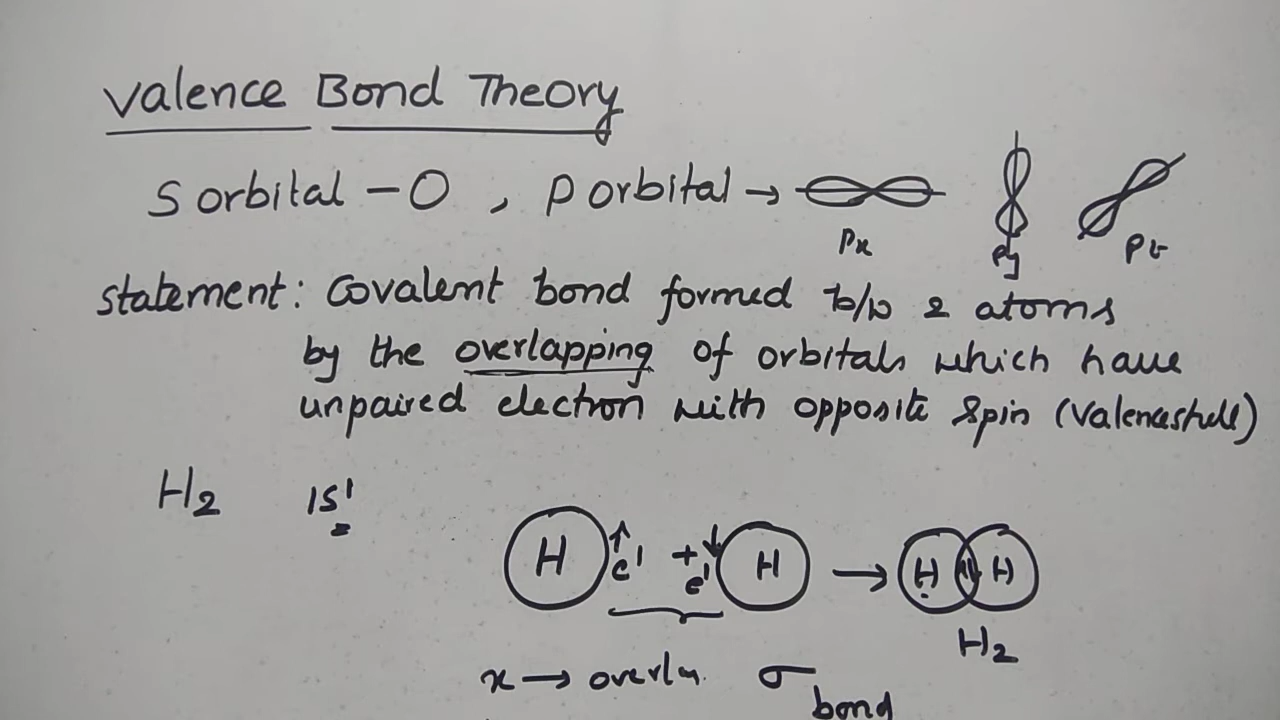 Valence Bond Theory
S orbital - O , p orbital →
Px Py Pz
statement: Covalent bond formed b/w 2 atoms
by the overlapping of orbitals which have
unpaired electron with opposite spin (Valenceshell)
H2 1S¹
H ↑ e¹ + ↓ e¹ H → H H
H2
x → overla. σ
bond